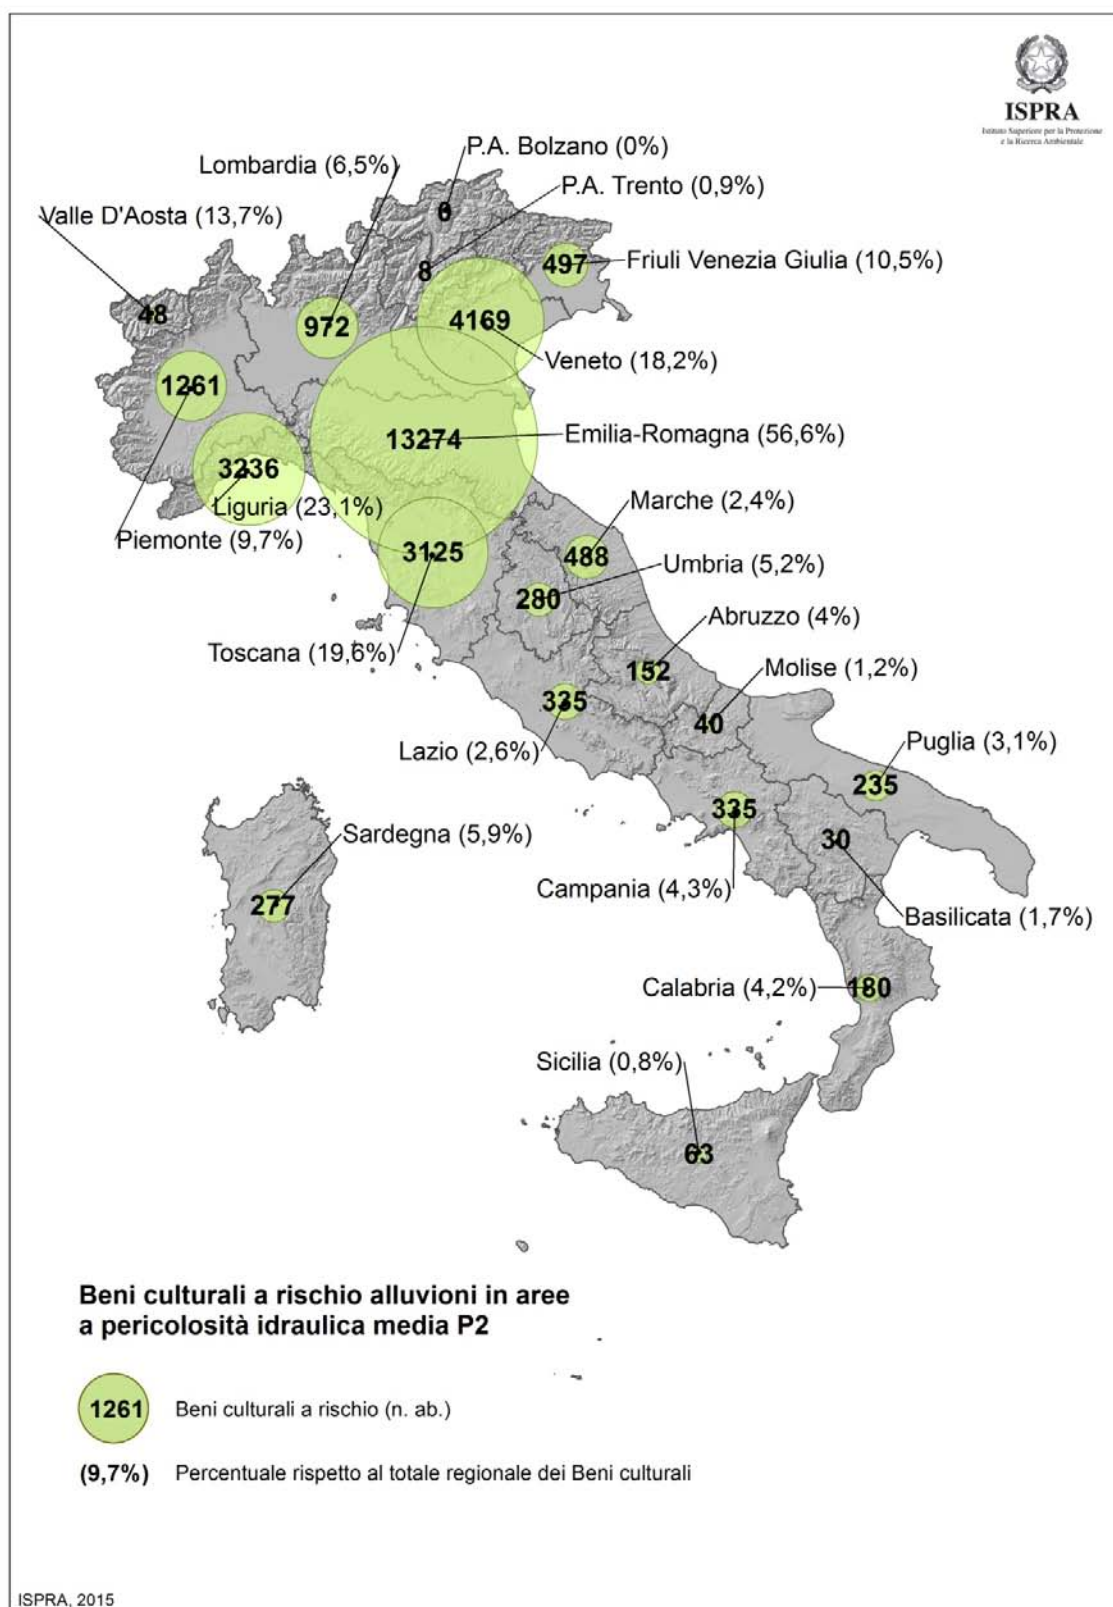 ISPRA
Istituto Superiore per la Protezione
e la Ricerca Ambientale
P.A. Bolzano (0%)
Lombardia (6,5%)
P.A. Trento (0,9%)
Valle D'Aosta (13,7%)
0
8
497
Friuli Venezia Giulia (10,5%)
48
972
4169
Veneto (18,2%)
1261
13274
Emilia-Romagna (56,6%)
3236
Liguria (23,1%)
Marche (2,4%)
Piemonte (9,7%)
3125
488
Umbria (5,2%)
280
Abruzzo (4%)
Toscana (19,6%)
152
Molise (1,2%)
335
40
Lazio (2,6%)
Puglia (3,1%)
235
335
Sardegna (5,9%)
30
277
Campania (4,3%)
Basilicata (1,7%)
Calabria (4,2%)
180
Sicilia (0,8%)
63
Beni culturali a rischio alluvioni in aree
a pericolosità idraulica media P2
1261
Beni culturali a rischio (n. ab.)
(9,7%)
Percentuale rispetto al totale regionale dei Beni culturali
ISPRA, 2015